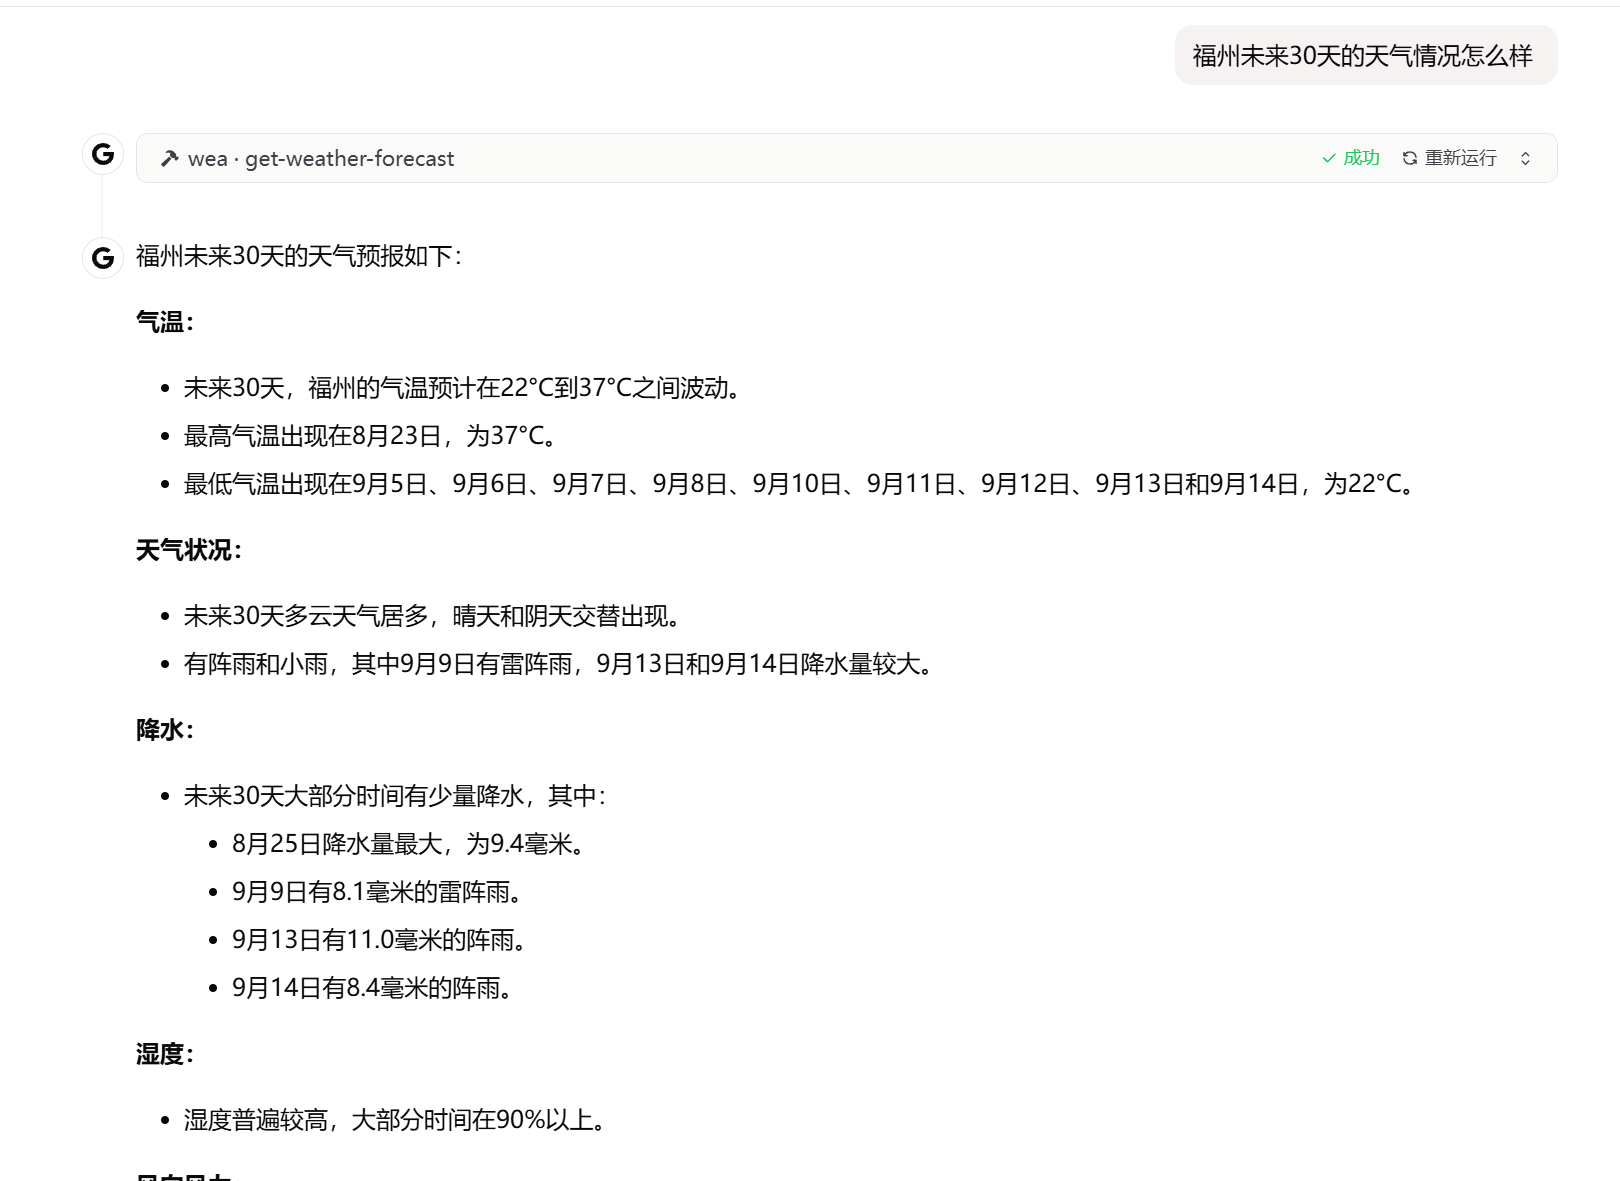 福州未来30天的天气情况怎么样
G
wea · get-weather-forecast
成功
重新运行
G
福州未来30天的天气预报如下：
气温：
未来30天，福州的气温预计在22°C到37°C之间波动。
最高气温出现在8月23日，为37°C。
最低气温出现在9月5日、9月6日、9月7日、9月8日、9月10日、9月11日、9月12日、9月13日和9月14日，为22°C。
天气状况：
未来30天多云天气居多，晴天和阴天交替出现。
有阵雨和小雨，其中9月9日有雷阵雨，9月13日和9月14日降水量较大。
降水：
未来30天大部分时间有少量降水，其中：
8月25日降水量最大，为9.4毫米。
9月9日有8.1毫米的雷阵雨。
9月13日有11.0毫米的阵雨。
9月14日有8.4毫米的阵雨。
湿度：
湿度普遍较高，大部分时间在90%以上。